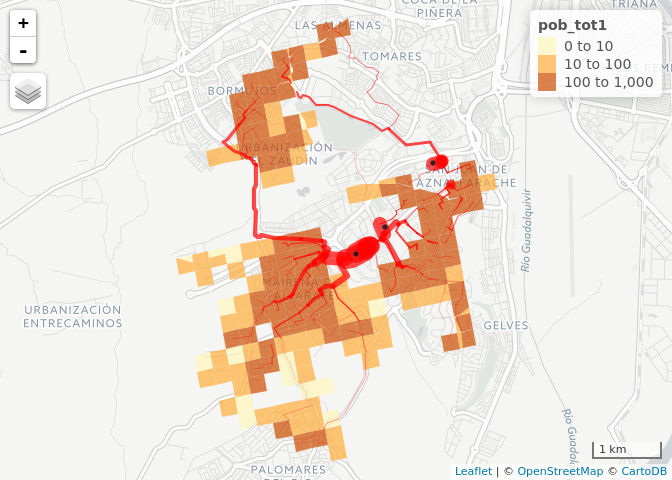 +
-
COCA DE LA
PIÑERA
TRIANA
LAS ALMENAS
TOMARES
pob_tot1
0 to 10
10 to 100
100 to 1,000
BORMUJOS
URBANIZACIÓN
EL ZAUDÍN
SAN JUAN DE
AZNALFARACHE
Río Guadalquivir
MAIRENA DEL
ALJARAFE
URBANIZACIÓN
ENTRECAMINOS
GELVES
1 km
PALOMARES
DEL RÍO
Leaflet | © OpenStreetMap © CartoDB